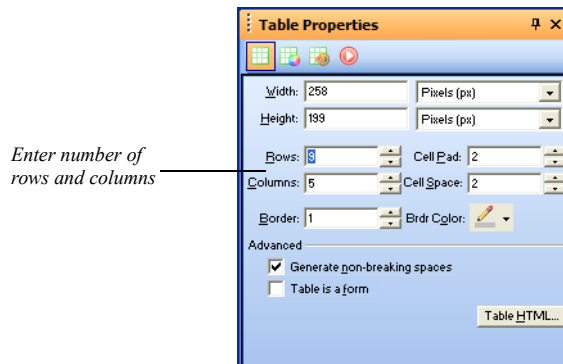 Table Properties
Width: 258 Pixels (px)
Height: 199 Pixels (px)
Enter number of
rows and columns
Rows: 9 Cell Pad: 2
Columns: 5 Cell Space: 2
Border: 1 Brdr Color:
Advanced
Generate non-breaking spaces
Table is a form
Table HTML...